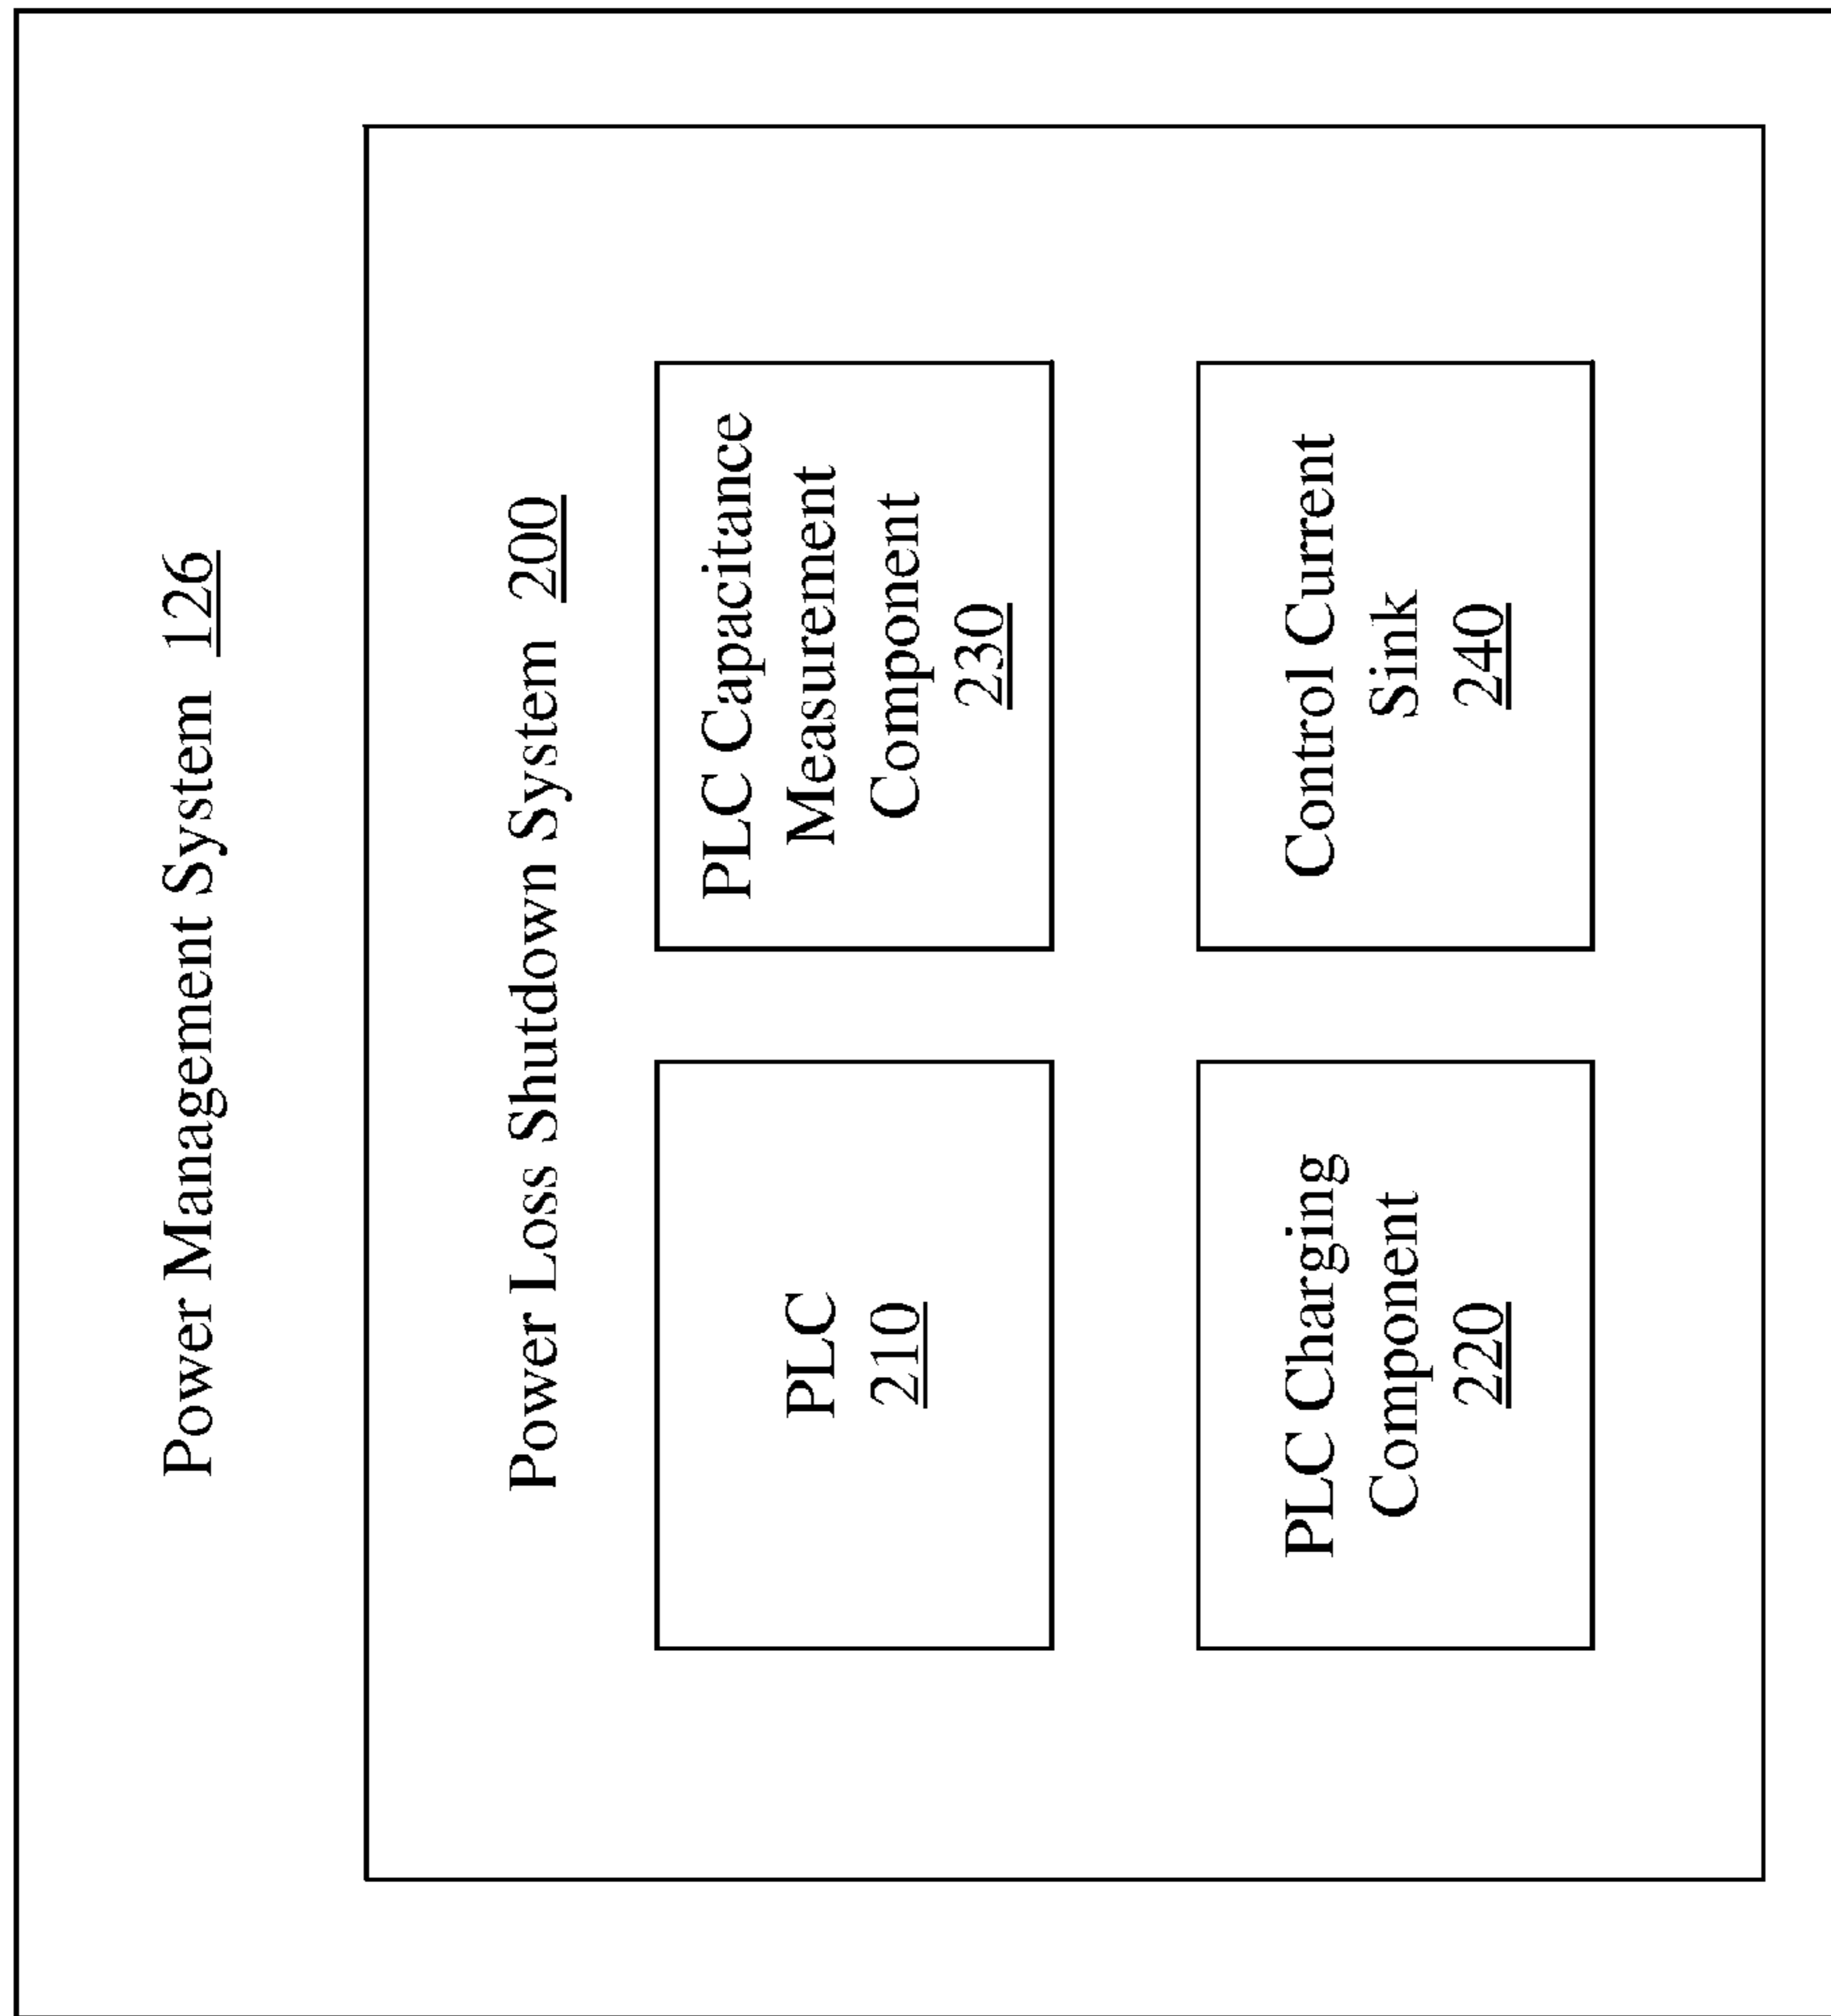 Power Management System 126
Power Loss Shutdown System 200
PLC
210
PLC Capacitance
Measurement
Component
230
PLC Charging
Component
220
Control Current
Sink
240